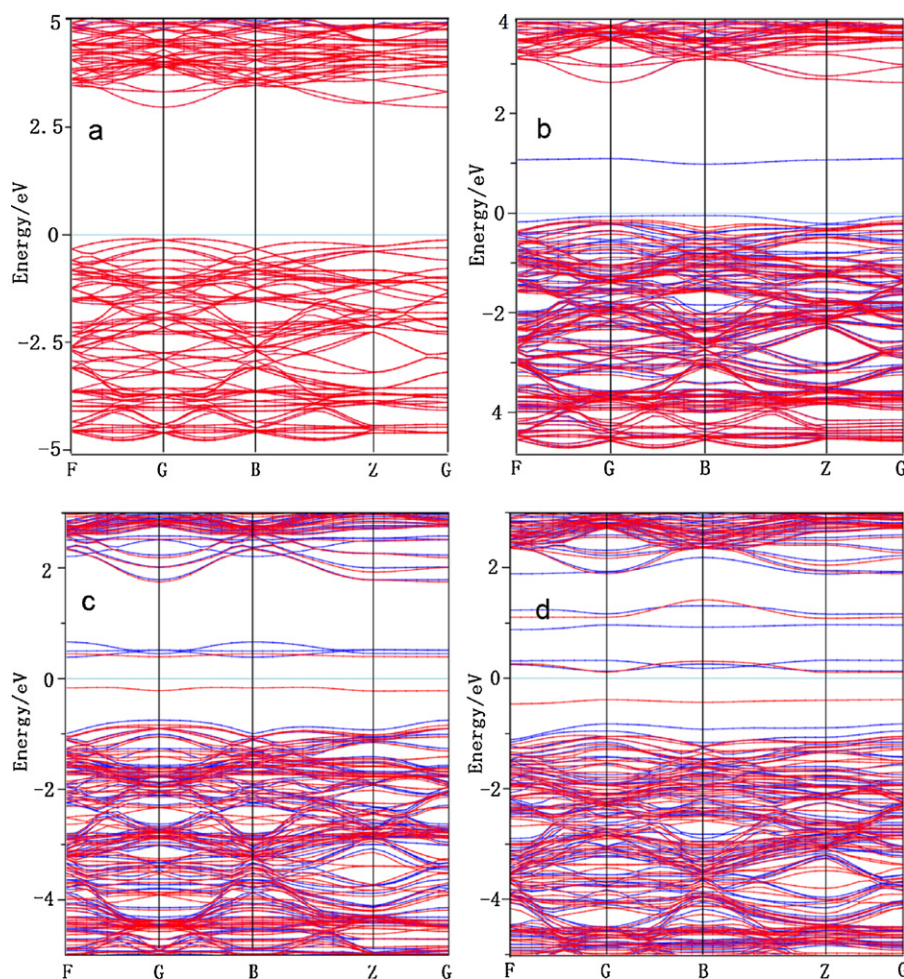 5
a
2.5
Energy/eV
0
-2.5
-5
F G B Z G
4
b
2
Energy/eV
0
-2
4
F G B Z G
2
c
0
Energy/eV
-2
-4
F G B Z G
2
d
0
Energy/eV
-2
-4
F G B Z G